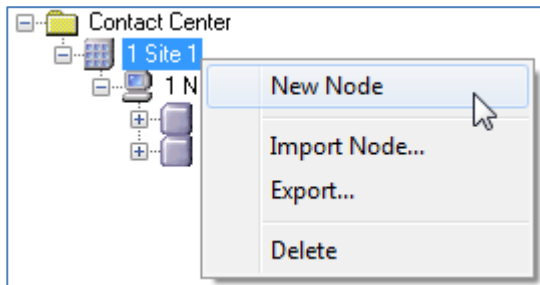 Contact Center
1 Site 1
1 N
New Node
Import Node...
Export...
Delete